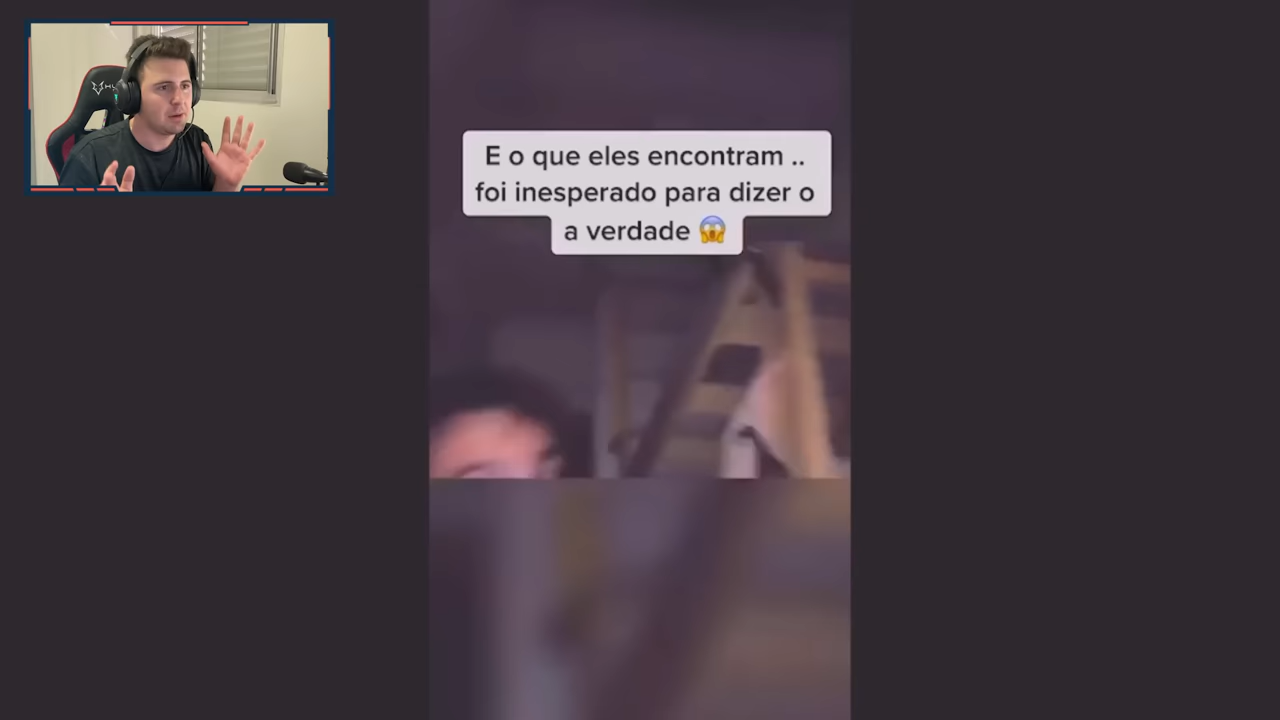 E o que eles encontram ..
foi inesperado para dizer o
a verdade 😱